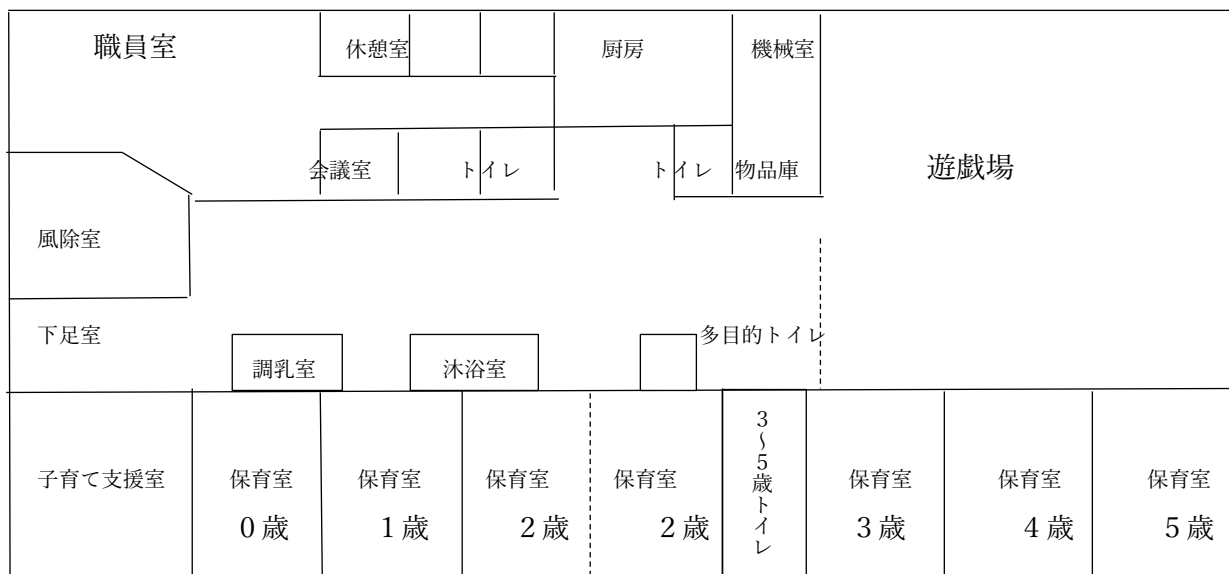 職員室
休憩室
厨房
機械室
会議室
トイレ
トイレ
物品庫
遊戯場
風除室
下足室
調乳室
沐浴室
多目的トイレ
子育て支援室
保育室
0歳
保育室
1歳
保育室
2歳
保育室
2歳
3～5歳トイレ
保育室
3歳
保育室
4歳
保育室
5歳